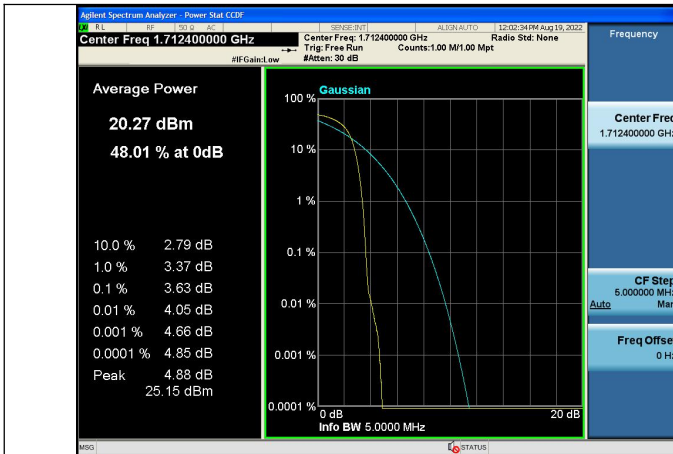 Agilent Spectrum Analyzer - Power Stat CCDF
RL RF 50 Ω AC SENSE:INT ALIGN AUTO 12:02:34 PM Aug 19, 2022
Center Freq 1.712400000 GHz
Center Freq: 1.712400000 GHz Radio Std: None
Trig: Free Run Counts:1.00 M/1.00 Mpt
#IFGain:Low #Atten: 30 dB
Frequency
Average Power
20.27 dBm
48.01 % at 0dB
10.0 % 2.79 dB
1.0 % 3.37 dB
0.1 % 3.63 dB
0.01 % 4.05 dB
0.001 % 4.66 dB
0.0001 % 4.85 dB
Peak 4.88 dB
25.15 dBm
Gaussian
100 %
10 %
1 %
0.1 %
0.01 %
0.001 %
0.0001 %
0 dB 20 dB
Info BW 5.0000 MHz
Center Freq
1.712400000 GHz
CF Step
5.000000 MHz
Auto Man
Freq Offset
0 Hz
MSG STATUS